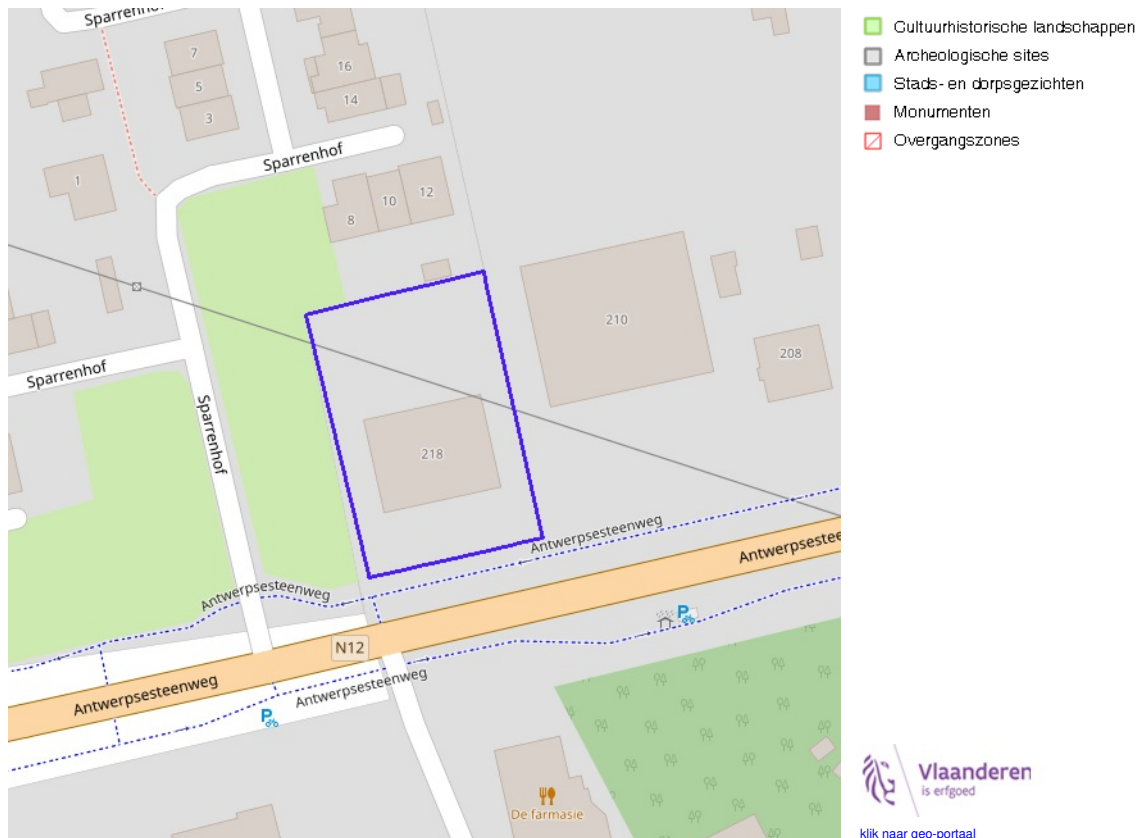 Sparrenhof
7
5
3
16
14
1
Sparrenhof
8
10
12
210
208
Sparrenhof
Sparrenhof
218
Antwerpsesteenweg
Antwerpsestee
Antwerpsesteenweg
N12
P
Antwerpsesteenweg
Antwerpsesteenweg
P
De farmasie
Cultuurhistorische landschappen
Archeologische sites
Stads- en dorpsgezichten
Monumenten
Overgangszones
Vlaanderen
is erfgoed
klik naar geo-portaal